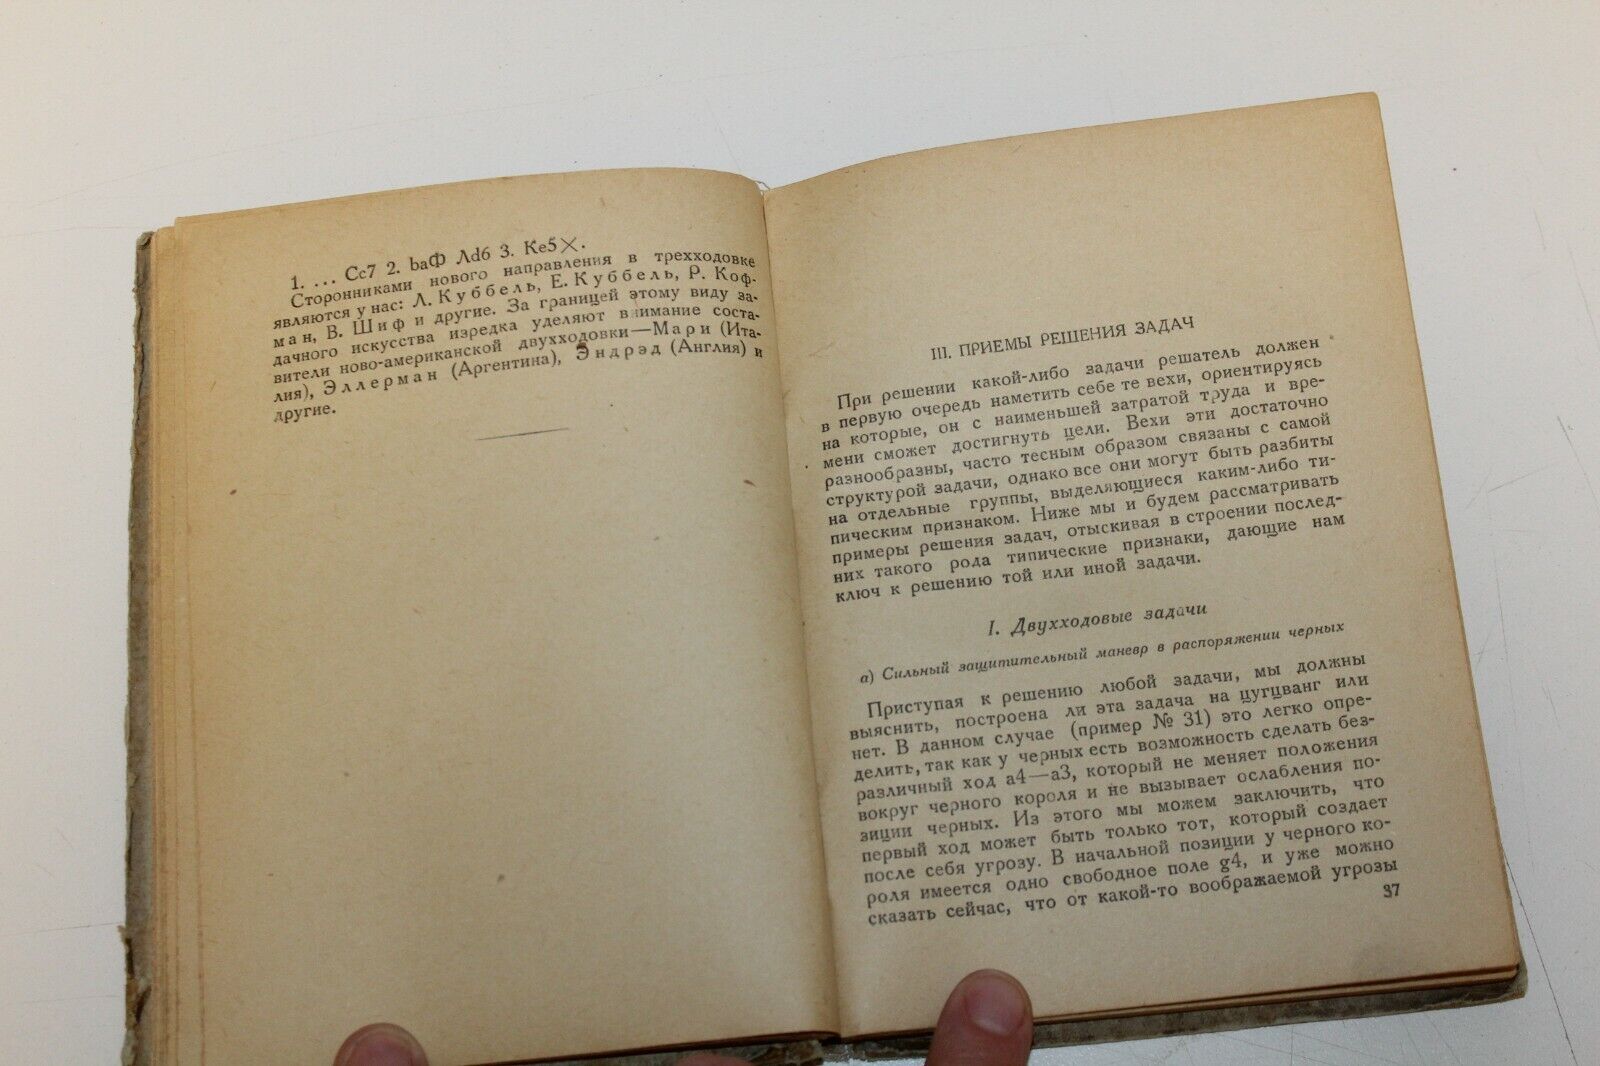 1. ... Сс7 2. bаФ Лd6 3. Ке5×.
Сторонниками нового направления в трехходовке
являются у нас: Л. Куббель, Е. Куббель, Р. Коф-
ман, В. Шиф и другие. За границей этому виду за-
дачного искусства изредка уделяют внимание соста-
вители ново-американской двухходовки—Мари (Ита-
лия), Эллерман (Аргентина), Эндрэд (Англия) и
другие.
III. ПРИЕМЫ РЕШЕНИЯ ЗАДАЧ
При решении какой-либо задачи решатель должен
в первую очередь наметить себе те вехи, ориентируясь
на которые, он с наименьшей затратой труда и вре-
мени сможет достигнуть цели. Вехи эти достаточно
разнообразны, часто тесным образом связаны с самой
структурой задачи, однако все они могут быть разбиты
на отдельные группы, выделяющиеся каким-либо ти-
пическим признаком. Ниже мы и будем рассматривать
примеры решения задач, отыскивая в строении послед-
них такого рода типические признаки, дающие нам
ключ к решению той или иной задачи.
I. Двухходовые задачи
а) Сильный защитительный маневр в распоряжении черных
Приступая к решению любой задачи, мы должны
выяснить, построена ли эта задача на цугцванг или
нет. В данном случае (пример № 31) это легко опре-
делить, так как у черных есть возможность сделать без-
различный ход а4—а3, который не меняет положения
вокруг черного короля и не вызывает ослабления по-
зиции черных. Из этого мы можем заключить, что
первый ход может быть только тот, который создает
после себя угрозу. В начальной позиции у черного ко-
роля имеется одно свободное поле g4, и уже можно
сказать сейчас, что от какой-то воображаемой угрозы
37